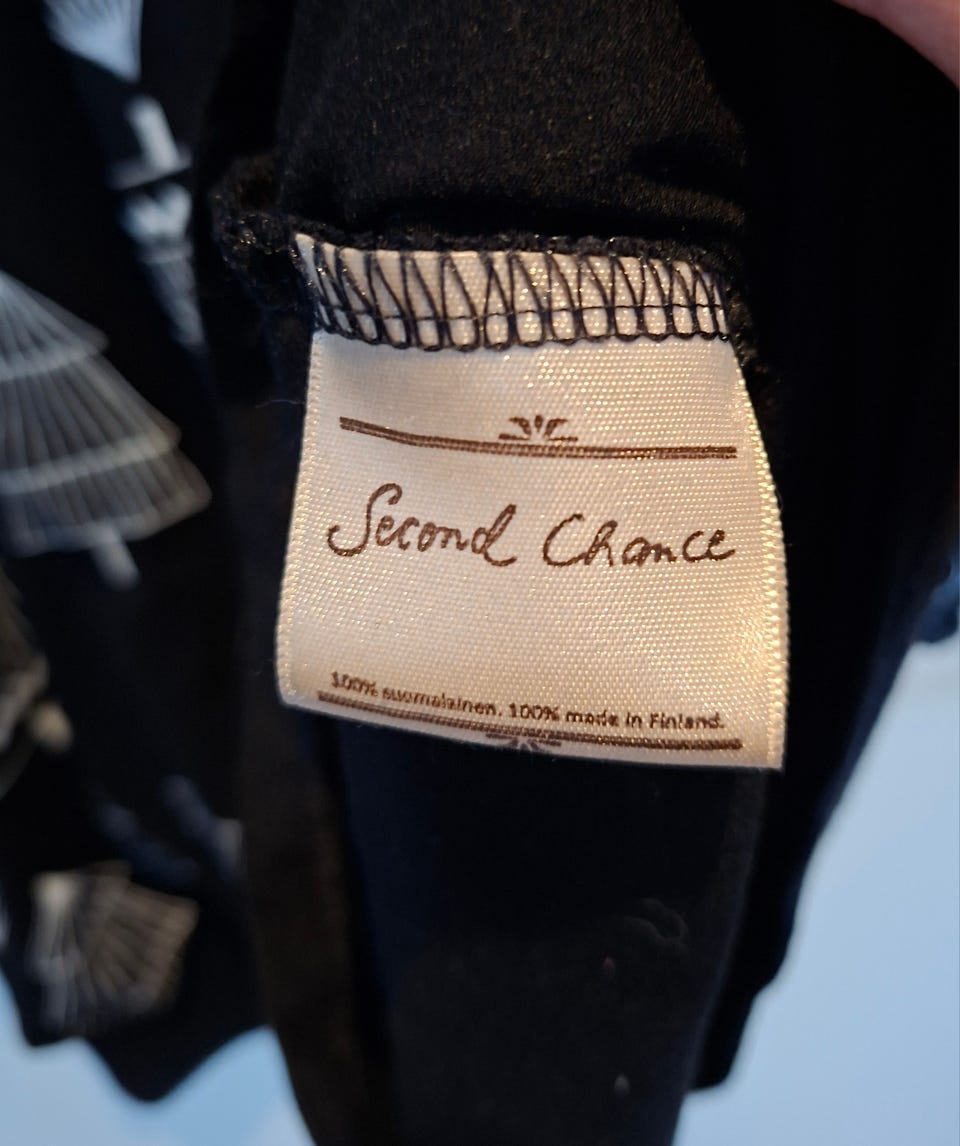 Second Chance
100% suomalainen. 100% made in Finland.